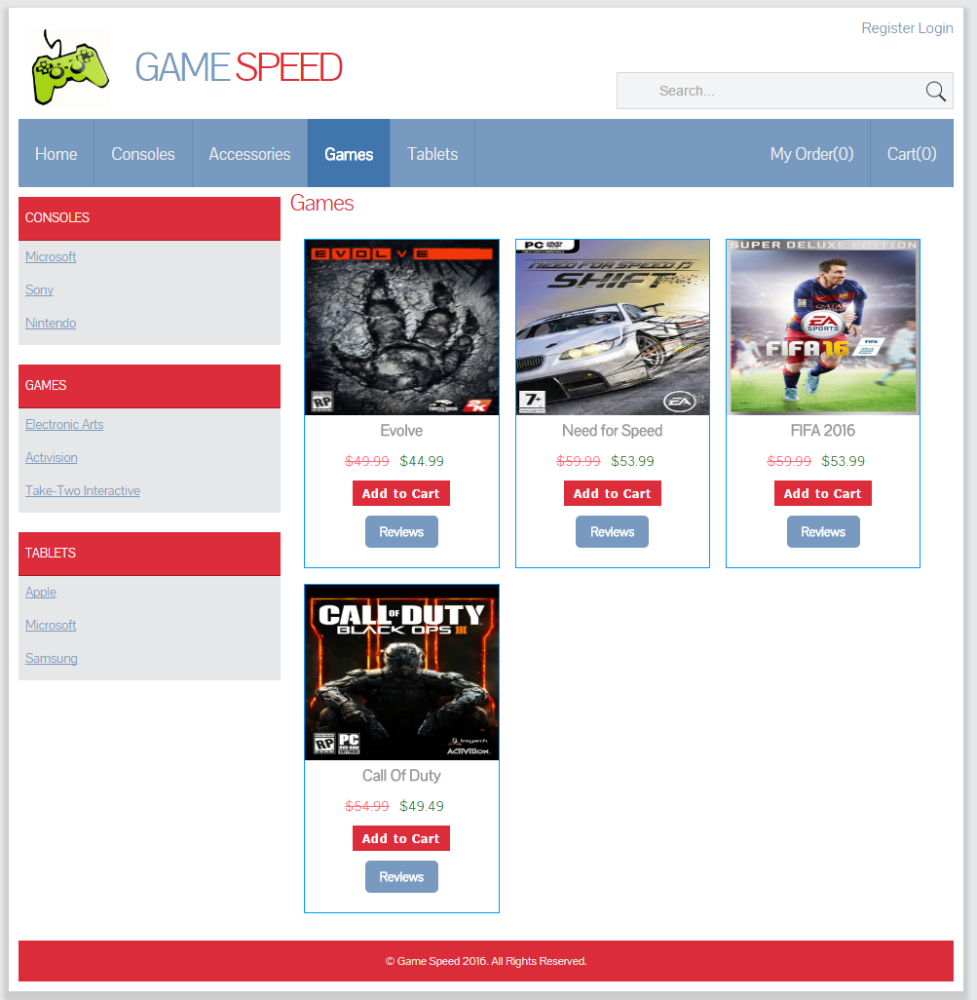 Register Login
GAME SPEED
Search...
Home Consoles Accessories Games Tablets My Order(0) Cart(0)
CONSOLES
Microsoft
Sony
Nintendo
GAMES
Electronic Arts
Activision
Take-Two Interactive
TABLETS
Apple
Microsoft
Samsung
Games
EVOLVE
RP
2K
Evolve
$49.99 $44.99
Add to Cart
Reviews
PC DVD
NEED FOR SPEED
SHIFT
7+
EA
Need for Speed
$59.99 $53.99
Add to Cart
Reviews
SUPER DELUXE EDITION
EA
SPORTS
FIFA 16
FIFA 2016
$59.99 $53.99
Add to Cart
Reviews
CALL OF DUTY
BLACK OPS III
RP PC
treyarch
ACTIVISION.
Call Of Duty
$54.99 $49.49
Add to Cart
Reviews
© Game Speed 2016. All Rights Reserved.